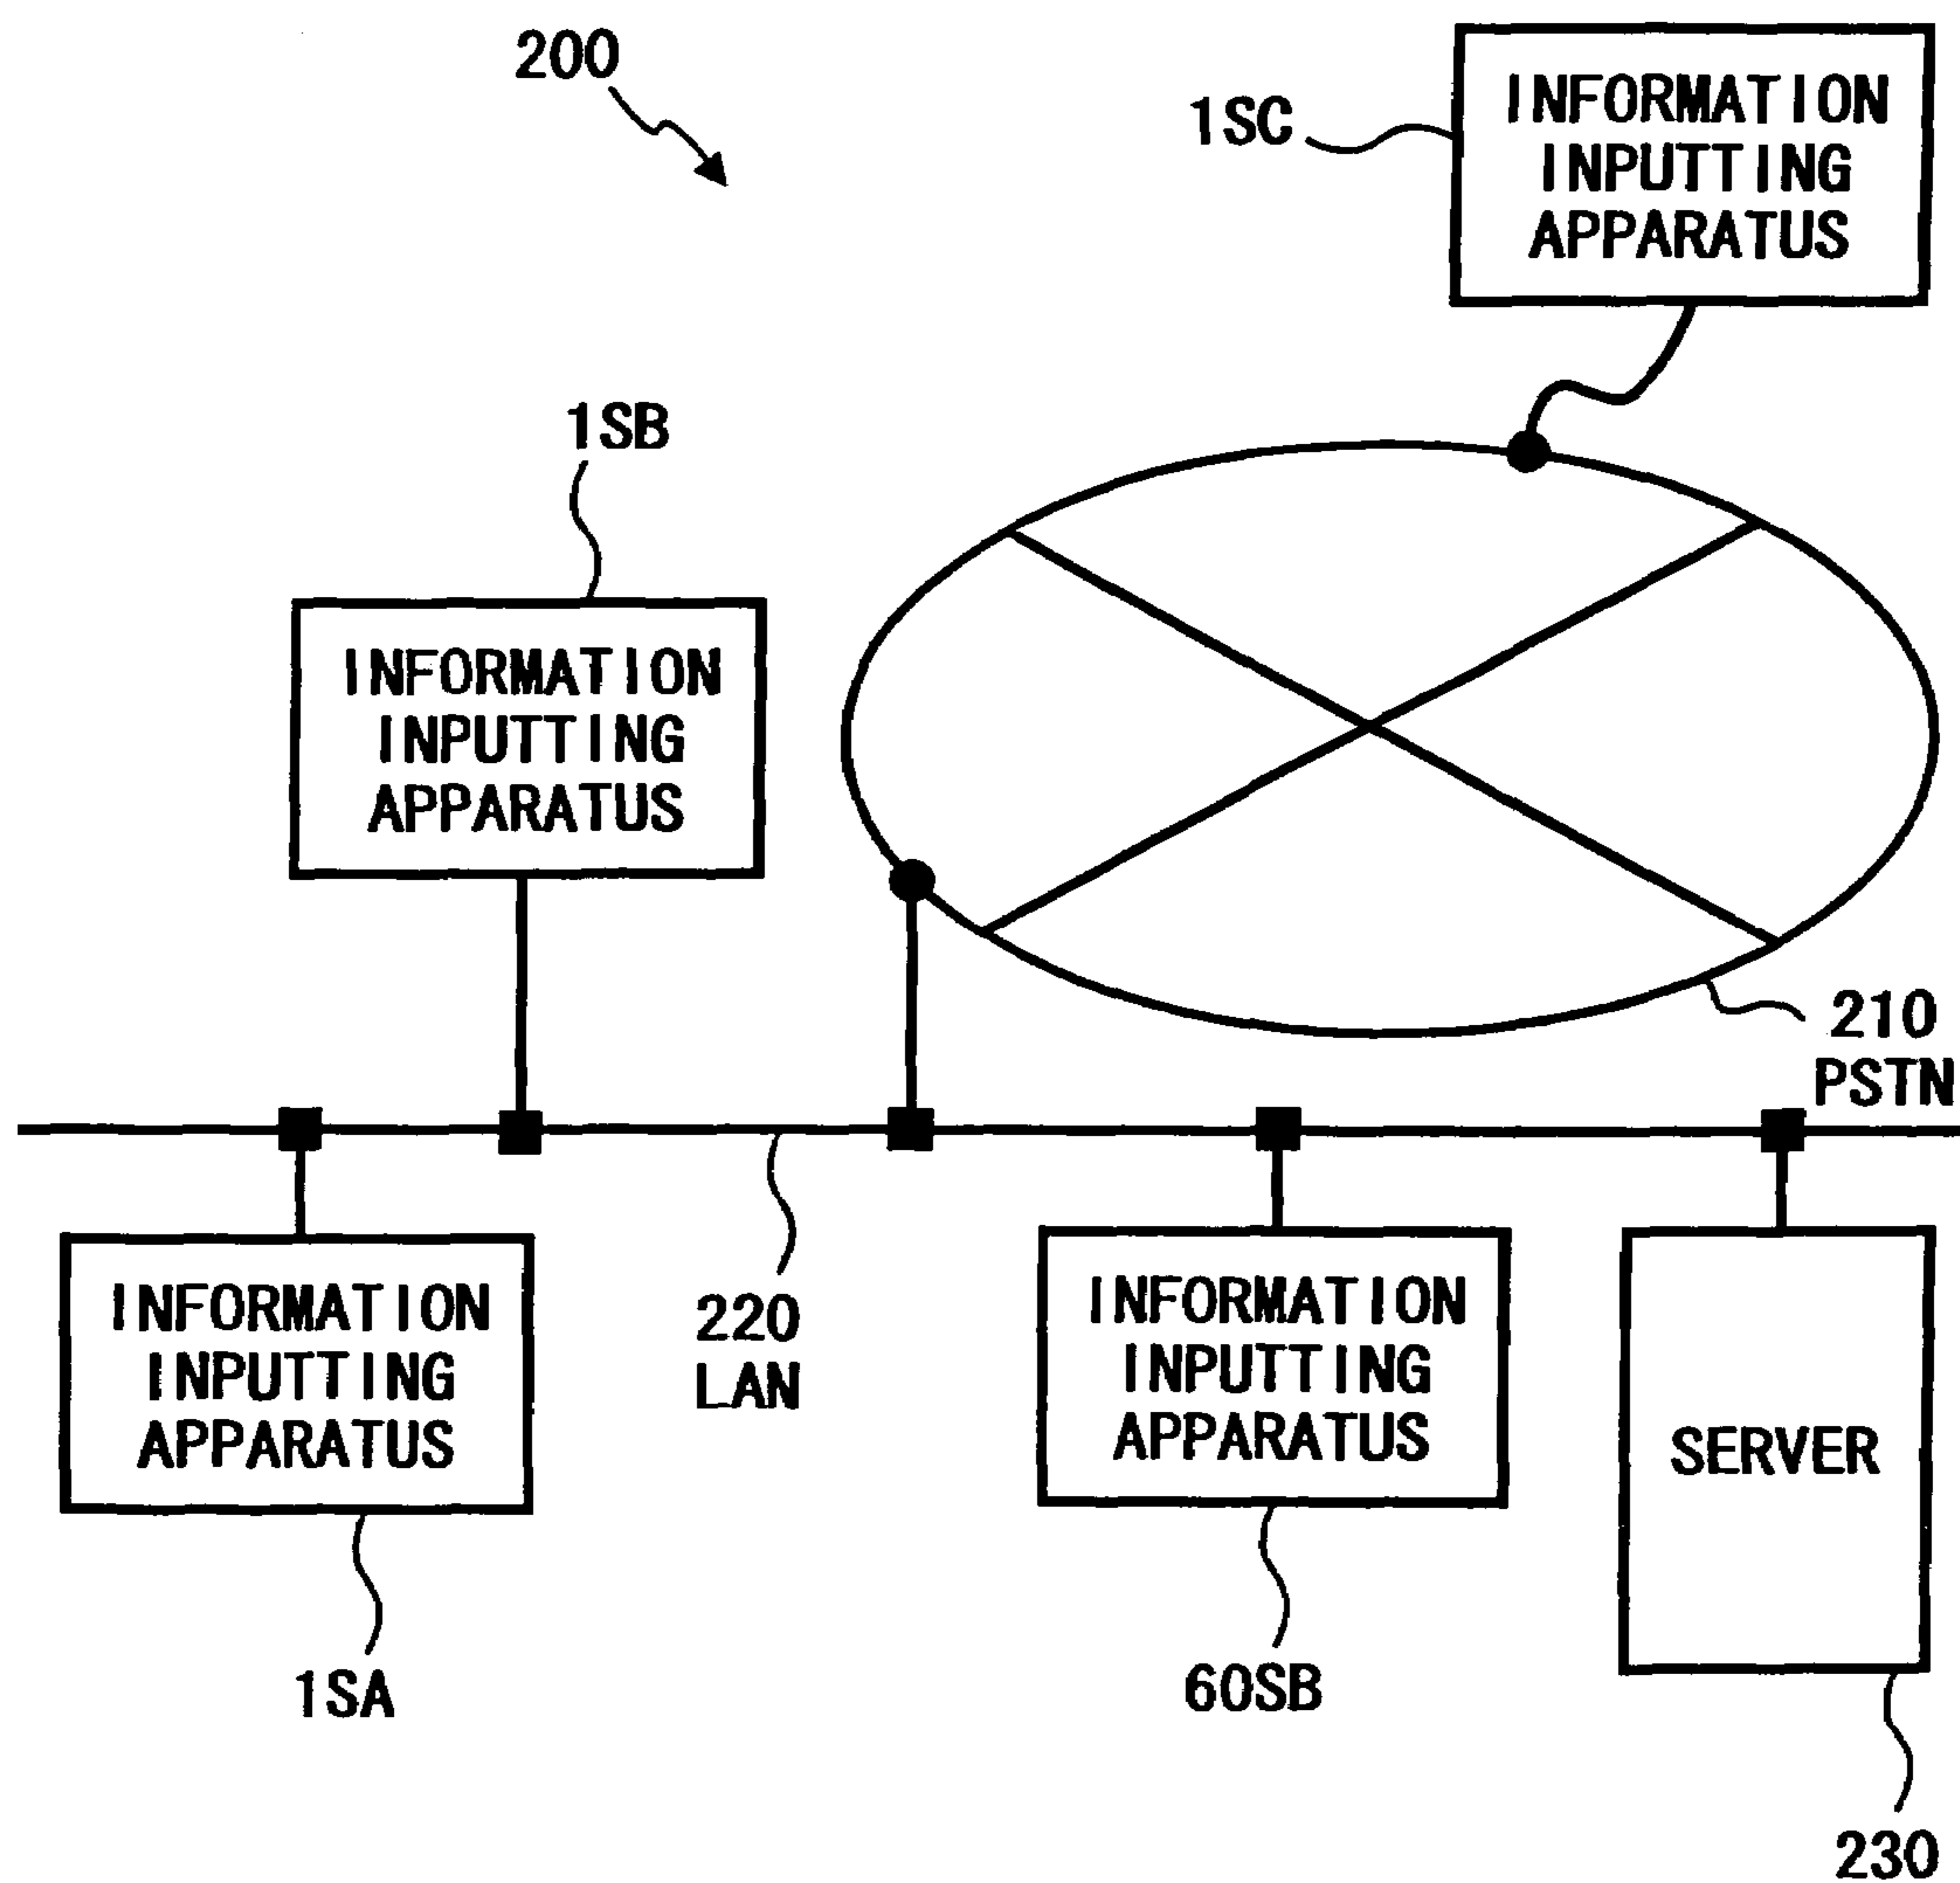 200
1SC
INFORMATION
INPUTTING
APPARATUS
1SB
INFORMATION
INPUTTING
APPARATUS
210
PSTN
220
LAN
INFORMATION
INPUTTING
APPARATUS
1SA
INFORMATION
INPUTTING
APPARATUS
60SB
SERVER
230